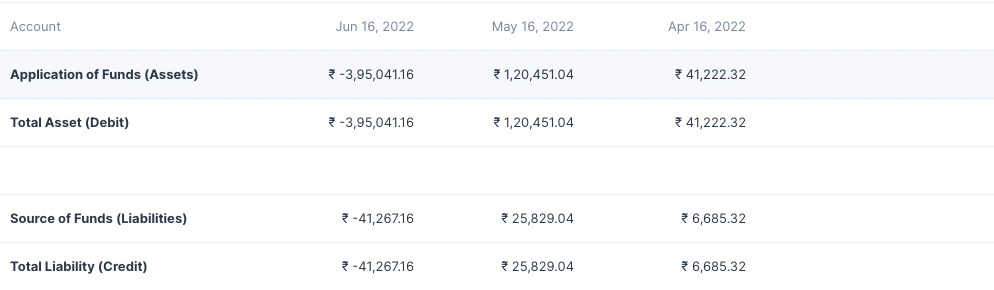 Account Jun 16, 2022 May 16, 2022 Apr 16, 2022
Application of Funds (Assets) ₹ -3,95,041.16 ₹ 1,20,451.04 ₹ 41,222.32
Total Asset (Debit) ₹ -3,95,041.16 ₹ 1,20,451.04 ₹ 41,222.32
Source of Funds (Liabilities) ₹ -41,267.16 ₹ 25,829.04 ₹ 6,685.32
Total Liability (Credit) ₹ -41,267.16 ₹ 25,829.04 ₹ 6,685.32